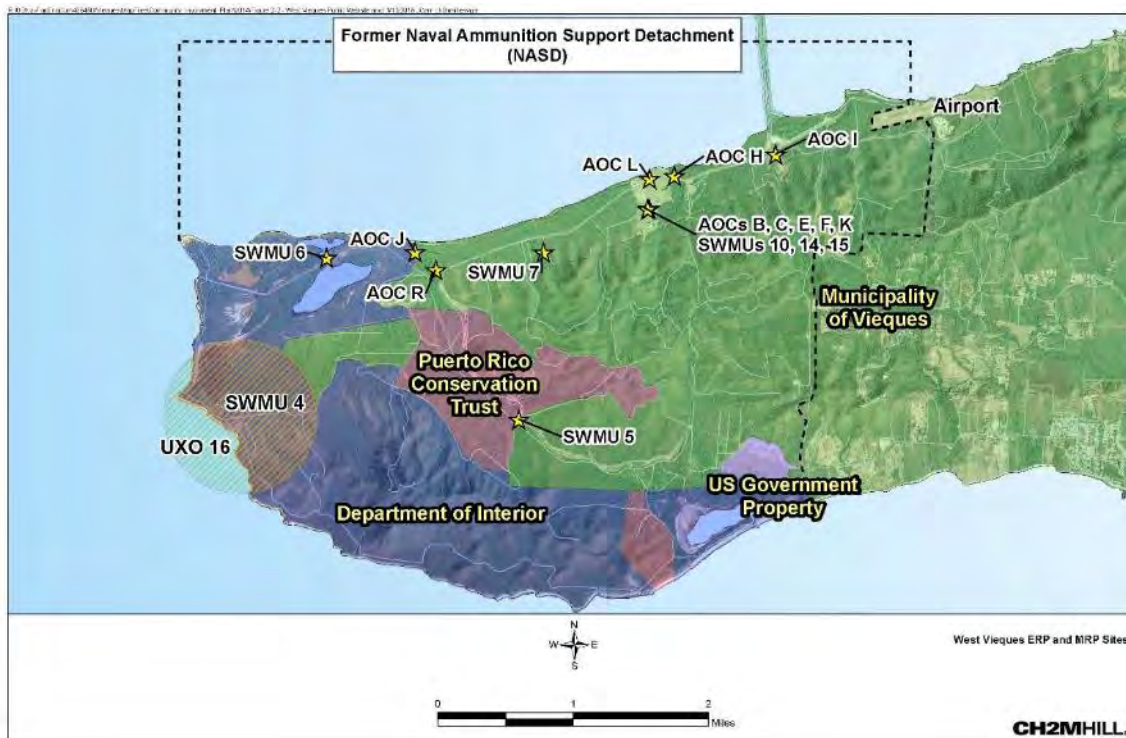 Former Naval Ammunition Support Detachment
(NASD)
Airport
AOC I
AOC H
AOC L
AOCs B, C, E, F, K
SWMUs 10, 14, 15
AOC J
SWMU 6
SWMU 7
AOC R
Municipality
of Vieques
Puerto Rico
Conservation
Trust
SWMU 4
UXO 16
SWMU 5
US Government
Property
Department of Interior
N
W
E
S
West Vieques ERP and MRP Sites
0
1
2
Miles
CH2MHILL